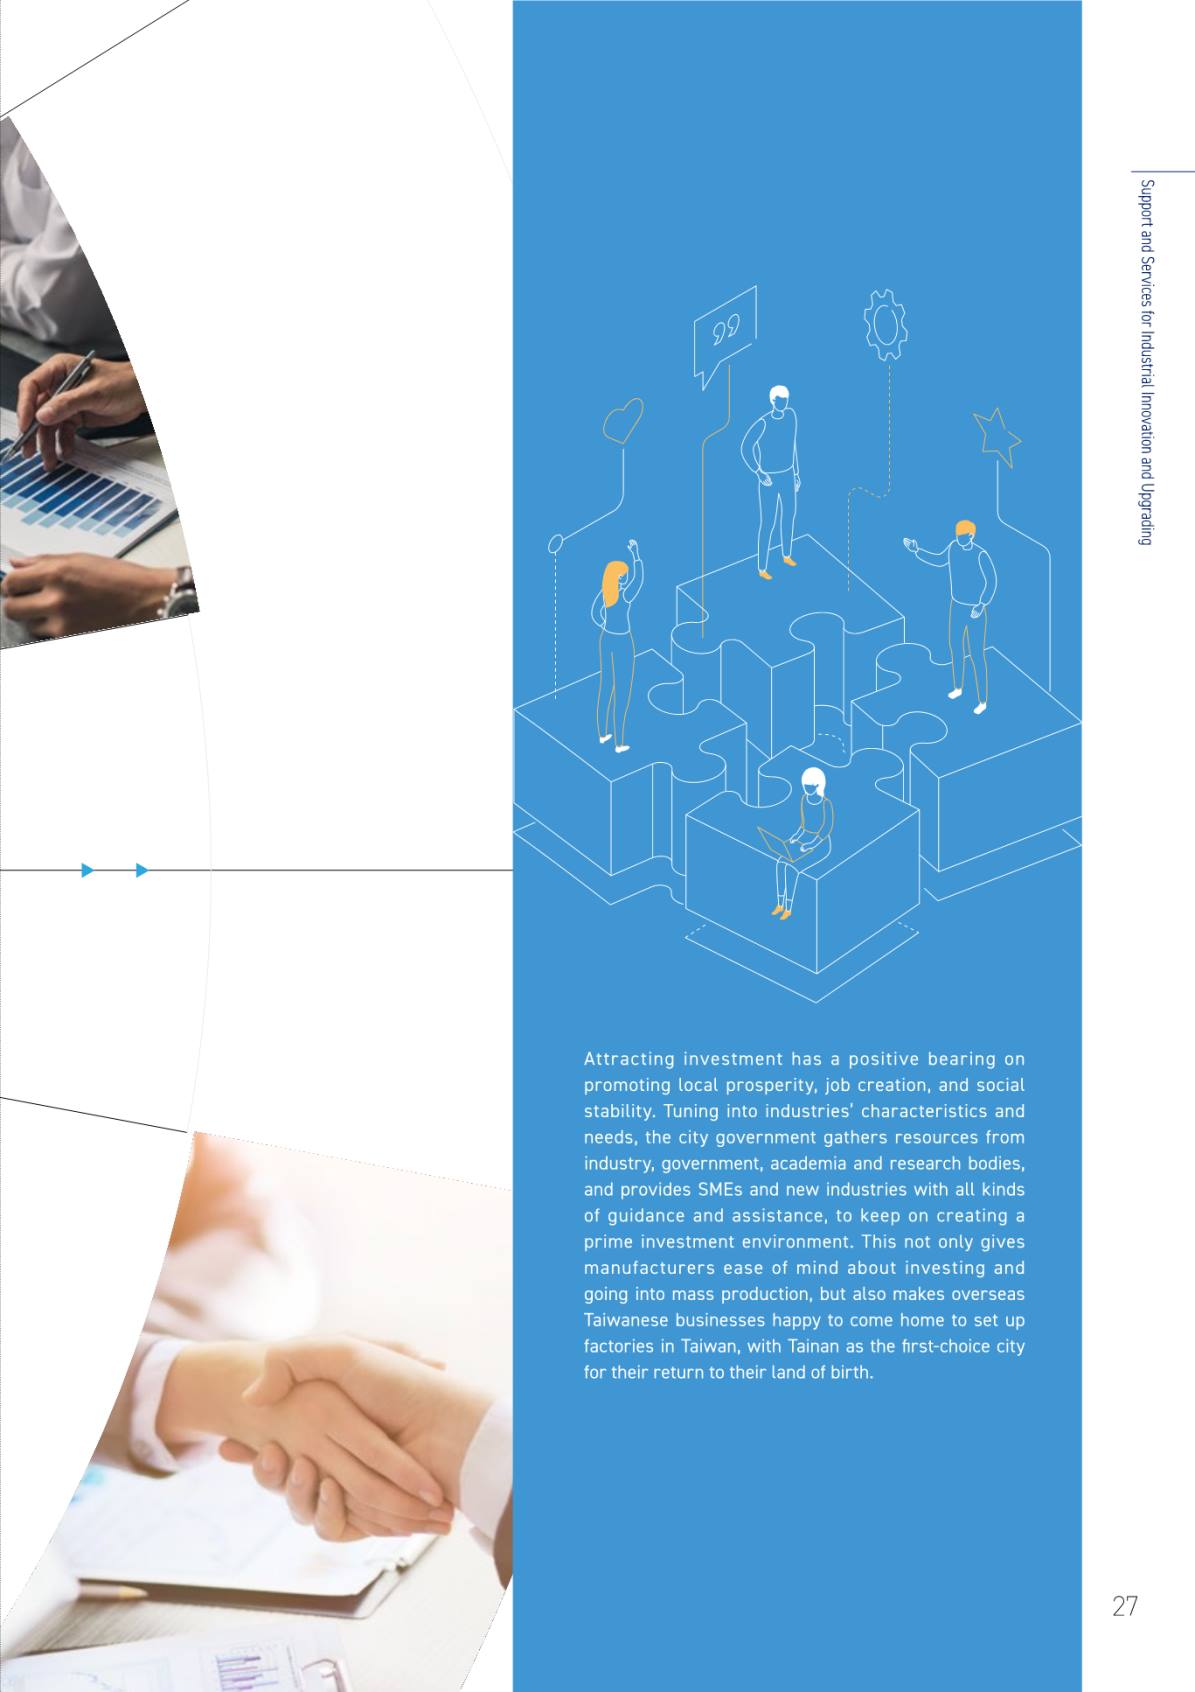 Support and Services for Industrial Innovation and Upgrading
Attracting investment has a positive bearing on
promoting local prosperity, job creation, and social
stability. Tuning into industries’ characteristics and
needs, the city government gathers resources from
industry, government, academia and research bodies,
and provides SMEs and new industries with all kinds
of guidance and assistance, to keep on creating a
prime investment environment. This not only gives
manufacturers ease of mind about investing and
going into mass production, but also makes overseas
Taiwanese businesses happy to come home to set up
factories in Taiwan, with Tainan as the first-choice city
for their return to their land of birth.
27